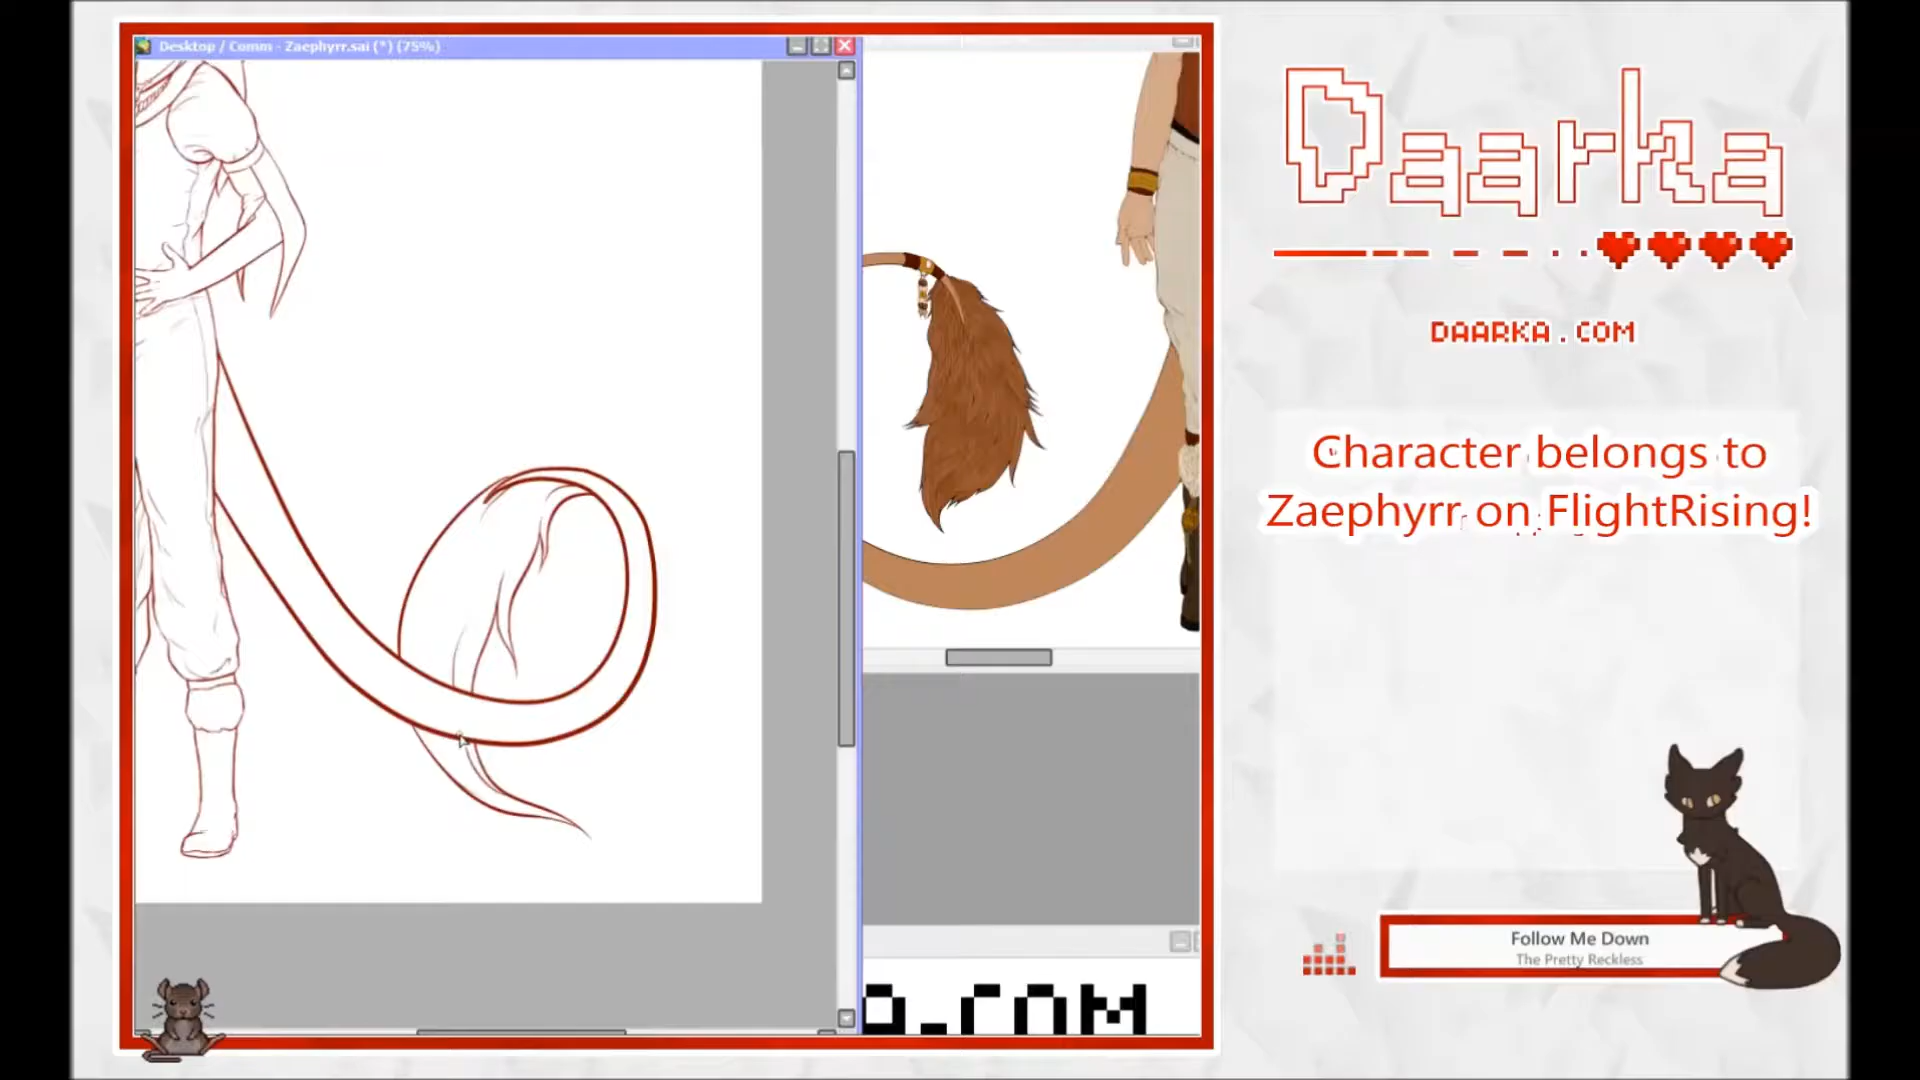 Desktop / Comm - Zaephyrr.sai (*) (75%)
Daarka
DAARKA.COM
Character belongs to
Zaephyrr on FlightRising!
Follow Me Down
The Pretty Reckless
.COM